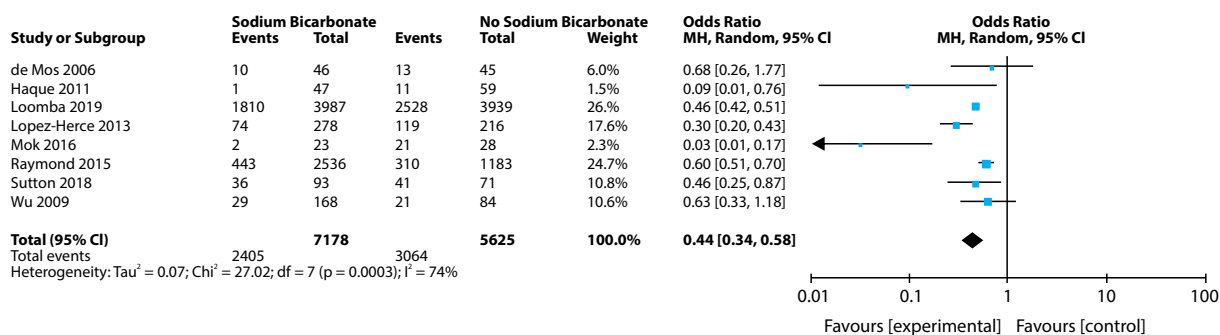 Sodium Bicarbonate No Sodium Bicarbonate Odds Ratio Odds Ratio
Study or Subgroup Events Total Events Total Weight MH, Random, 95% CI MH, Random, 95% CI
de Mos 2006 10 46 13 45 6.0% 0.68 [0.26, 1.77]
Haque 2011 1 47 11 59 1.5% 0.09 [0.01, 0.76]
Loomba 2019 1810 3987 2528 3939 26.% 0.46 [0.42, 0.51]
Lopez-Herce 2013 74 278 119 216 17.6% 0.30 [0.20, 0.43]
Mok 2016 2 23 21 28 2.3% 0.03 [0.01, 0.17]
Raymond 2015 443 2536 310 1183 24.7% 0.60 [0.51, 0.70]
Sutton 2018 36 93 41 71 10.8% 0.46 [0.25, 0.87]
Wu 2009 29 168 21 84 10.6% 0.63 [0.33, 1.18]
Total (95% CI) 7178 5625 100.0% 0.44 [0.34, 0.58]
Total events 2405 3064
Heterogeneity: Tau² = 0.07; Chi² = 27.02; df = 7 (p = 0.0003); I² = 74%
0.01 0.1 1 10 100
Favours [experimental] Favours [control]